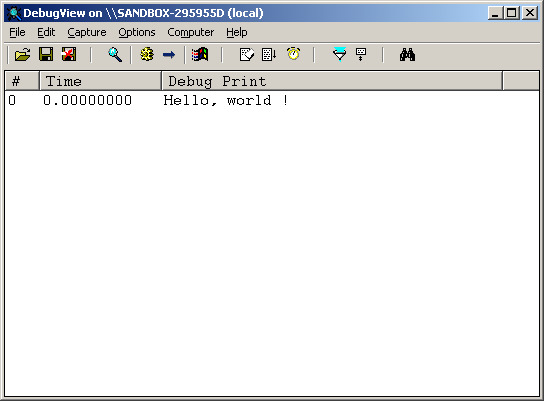 DebugView on \\SANDBOX-295955D (local)
File Edit Capture Options Computer Help
# Time Debug Print
0 0.00000000 Hello, world !